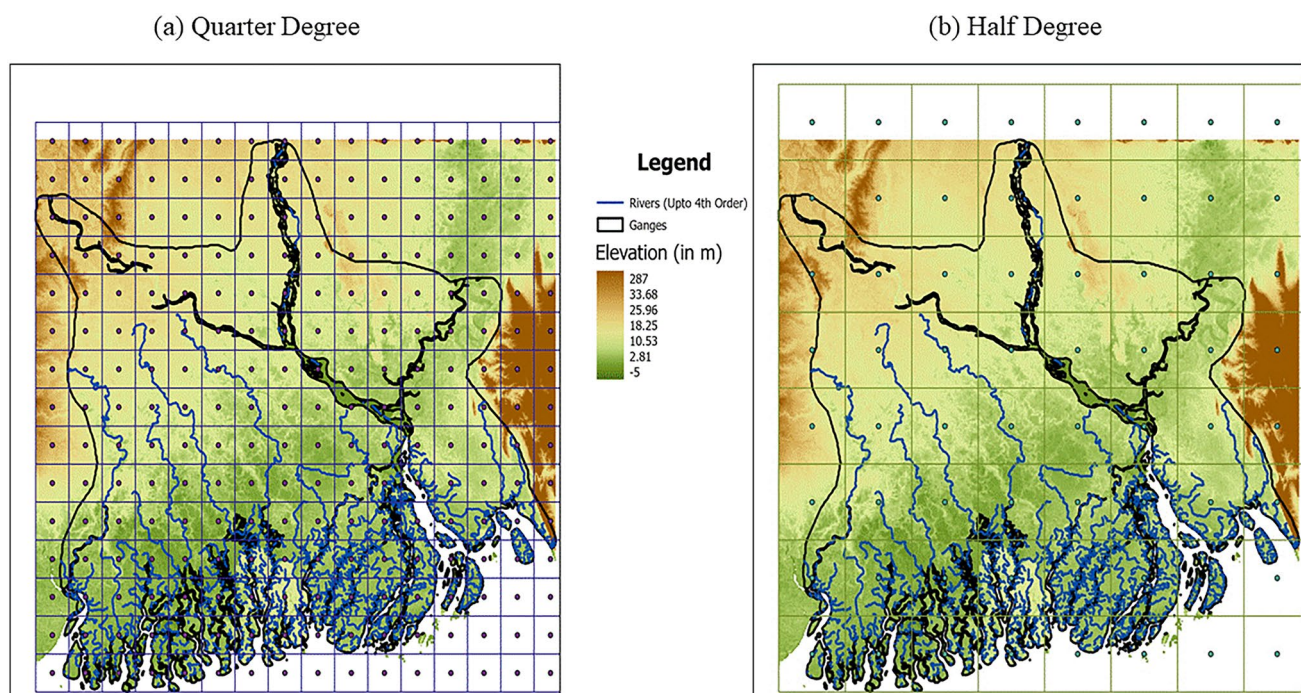 (a) Quarter Degree
(b) Half Degree
Legend
Rivers (Upto 4th Order)
Ganges
Elevation (in m)
287
33.68
25.96
18.25
10.53
2.81
-5